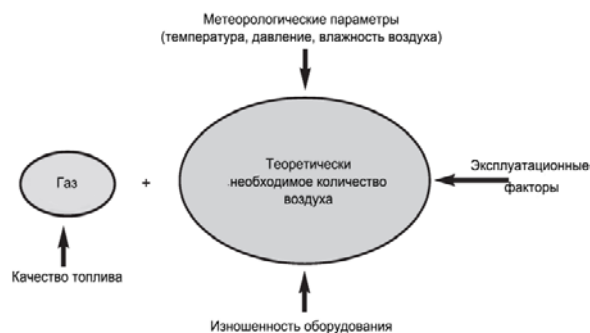 Метеорологические параметры
(температура, давление, влажность воздуха)
Газ
+
Теоретически
необходимое количество
воздуха
Эксплуатационные
факторы
Качество топлива
Изношенность оборудования